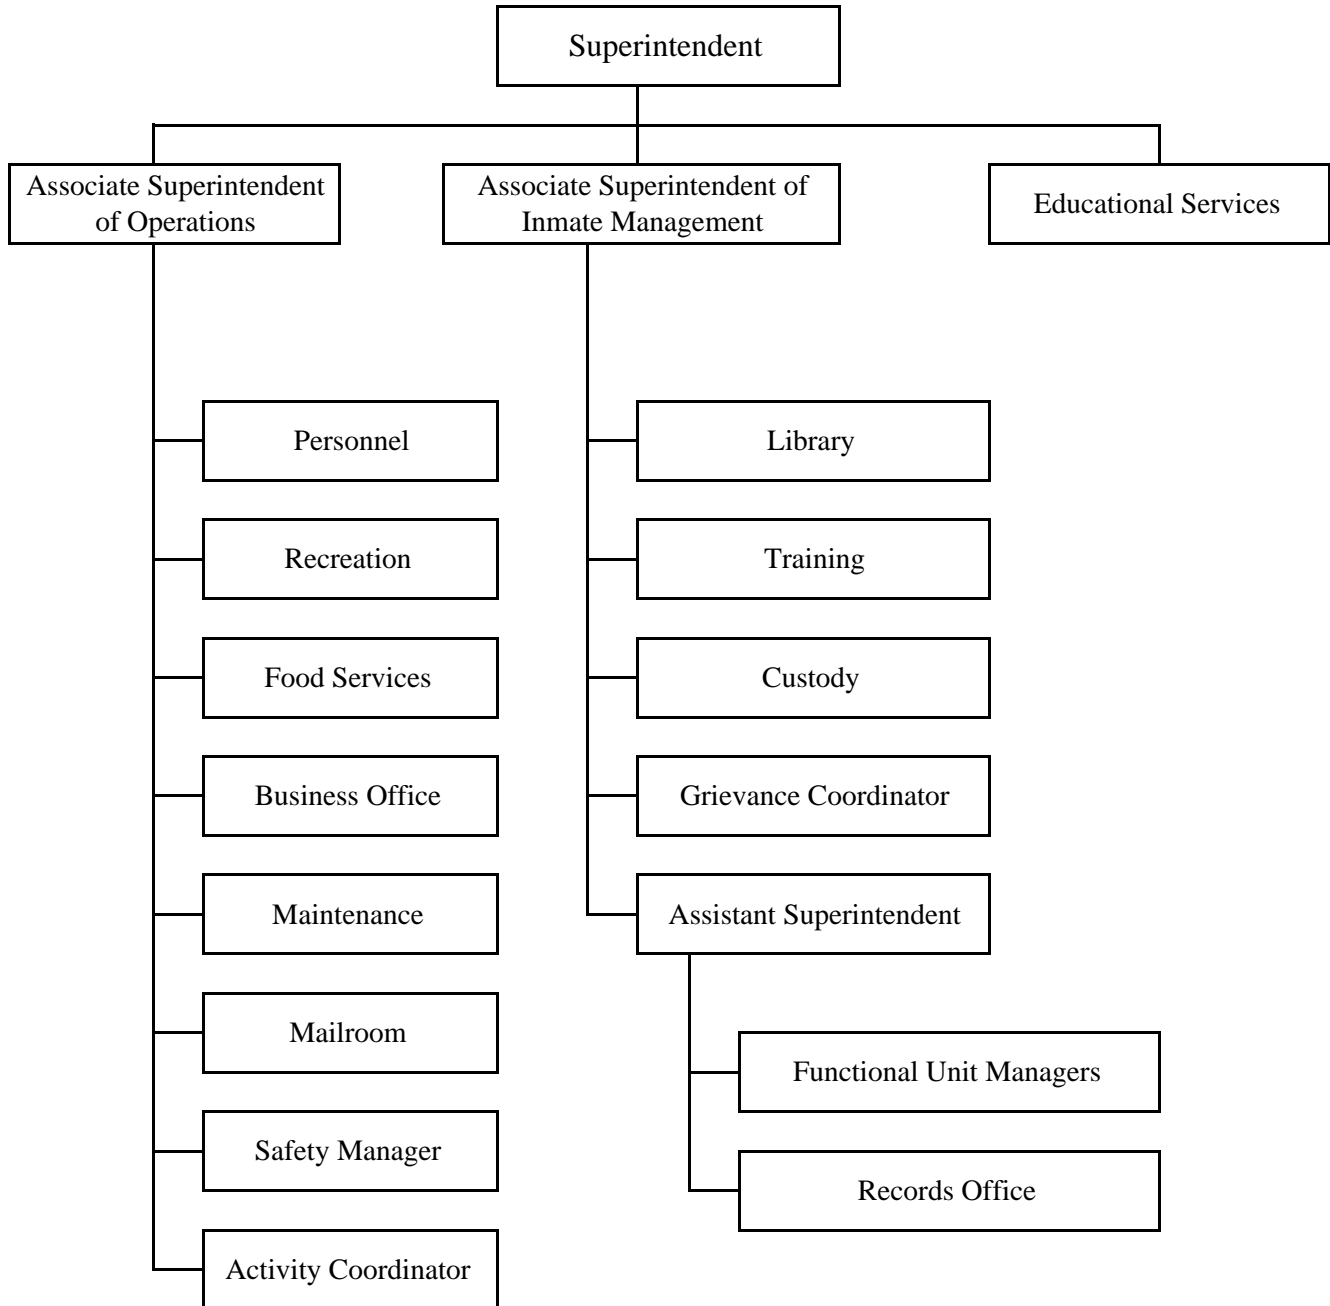 Superintendent
Associate Superintendent
of Operations
Associate Superintendent of
Inmate Management
Educational Services
Personnel
Recreation
Food Services
Business Office
Maintenance
Mailroom
Safety Manager
Activity Coordinator
Library
Training
Custody
Grievance Coordinator
Assistant Superintendent
Functional Unit Managers
Records Office